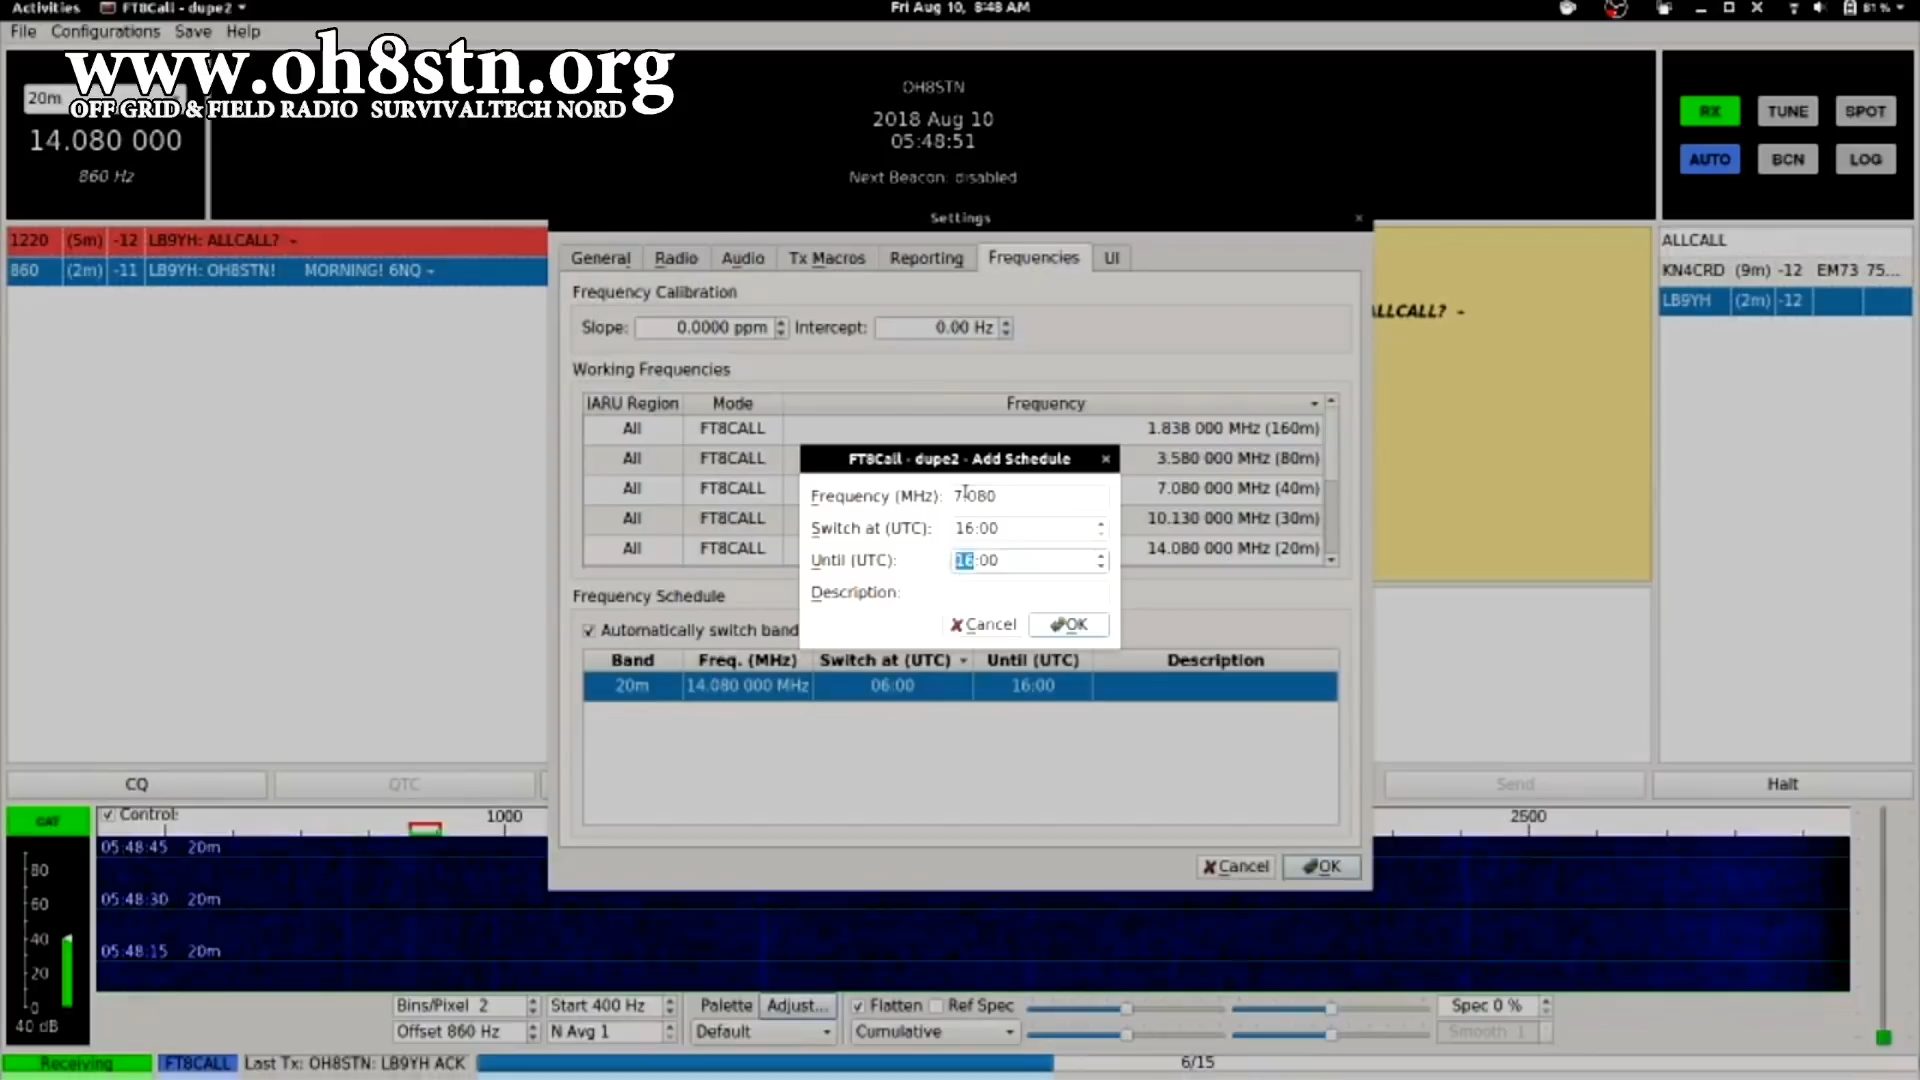 Activities FT8Call - dupe2 Fri Aug 10, 8:48 AM 81 %
File Configurations Save Help
www.oh8stn.org
OFF GRID & FIELD RADIO SURVIVALTECH NORD
20m
14.080 000
860 Hz
OH8STN
2018 Aug 10
05:48:51
Next Beacon: disabled
RX TUNE SPOT
AUTO BCN LOG
1220 (5m) -12 LB9YH: ALLCALL? -
860 (2m) -11 LB9YH: OH8STN! MORNING! 6NQ -
Settings
General Radio Audio Tx Macros Reporting Frequencies UI
Frequency Calibration
Slope: 0.0000 ppm Intercept: 0.00 Hz
Working Frequencies
IARU Region Mode Frequency
All FT8CALL 1.838 000 MHz (160m)
All FT8CALL 3.580 000 MHz (80m)
All FT8CALL 7.080 000 MHz (40m)
All FT8CALL 10.130 000 MHz (30m)
All FT8CALL 14.080 000 MHz (20m)
FT8Call - dupe2 - Add Schedule
Frequency (MHz): 7.080
Switch at (UTC): 16:00
Until (UTC): 16:00
Description:
Cancel OK
Frequency Schedule
Automatically switch band
Band Freq. (MHz) Switch at (UTC) Until (UTC) Description
20m 14.080 000 MHz 06:00 16:00
Cancel OK
ALLCALL? -
ALLCALL
KN4CRD (9m) -12 EM73 75...
LB9YH (2m) -12
CQ QTC Send Halt
CAT Control: 1000 2500
05:48:45 20m
05:48:30 20m
05:48:15 20m
80
60
40
20
0
40 dB
Bins/Pixel 2 Start 400 Hz Palette Adjust... Flatten Ref Spec Spec 0 %
Offset 860 Hz N Avg 1 Default Cumulative Smooth 1
Receiving FT8CALL Last Tx: OH8STN: LB9YH ACK 6/15